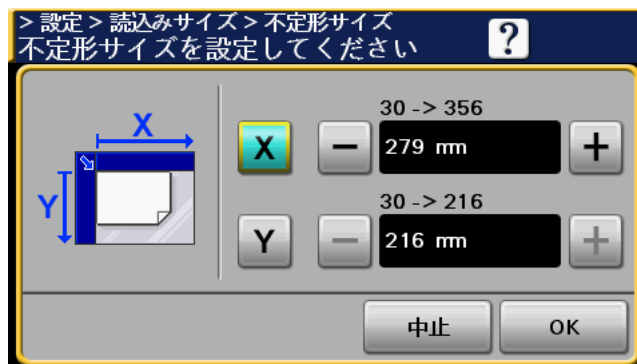 > 設定 > 読込みサイズ > 不定形サイズ
不定形サイズを設定してください
?
X
Y
30 -> 356
X
−
279 mm
+
30 -> 216
Y
−
216 mm
+
中止
OK